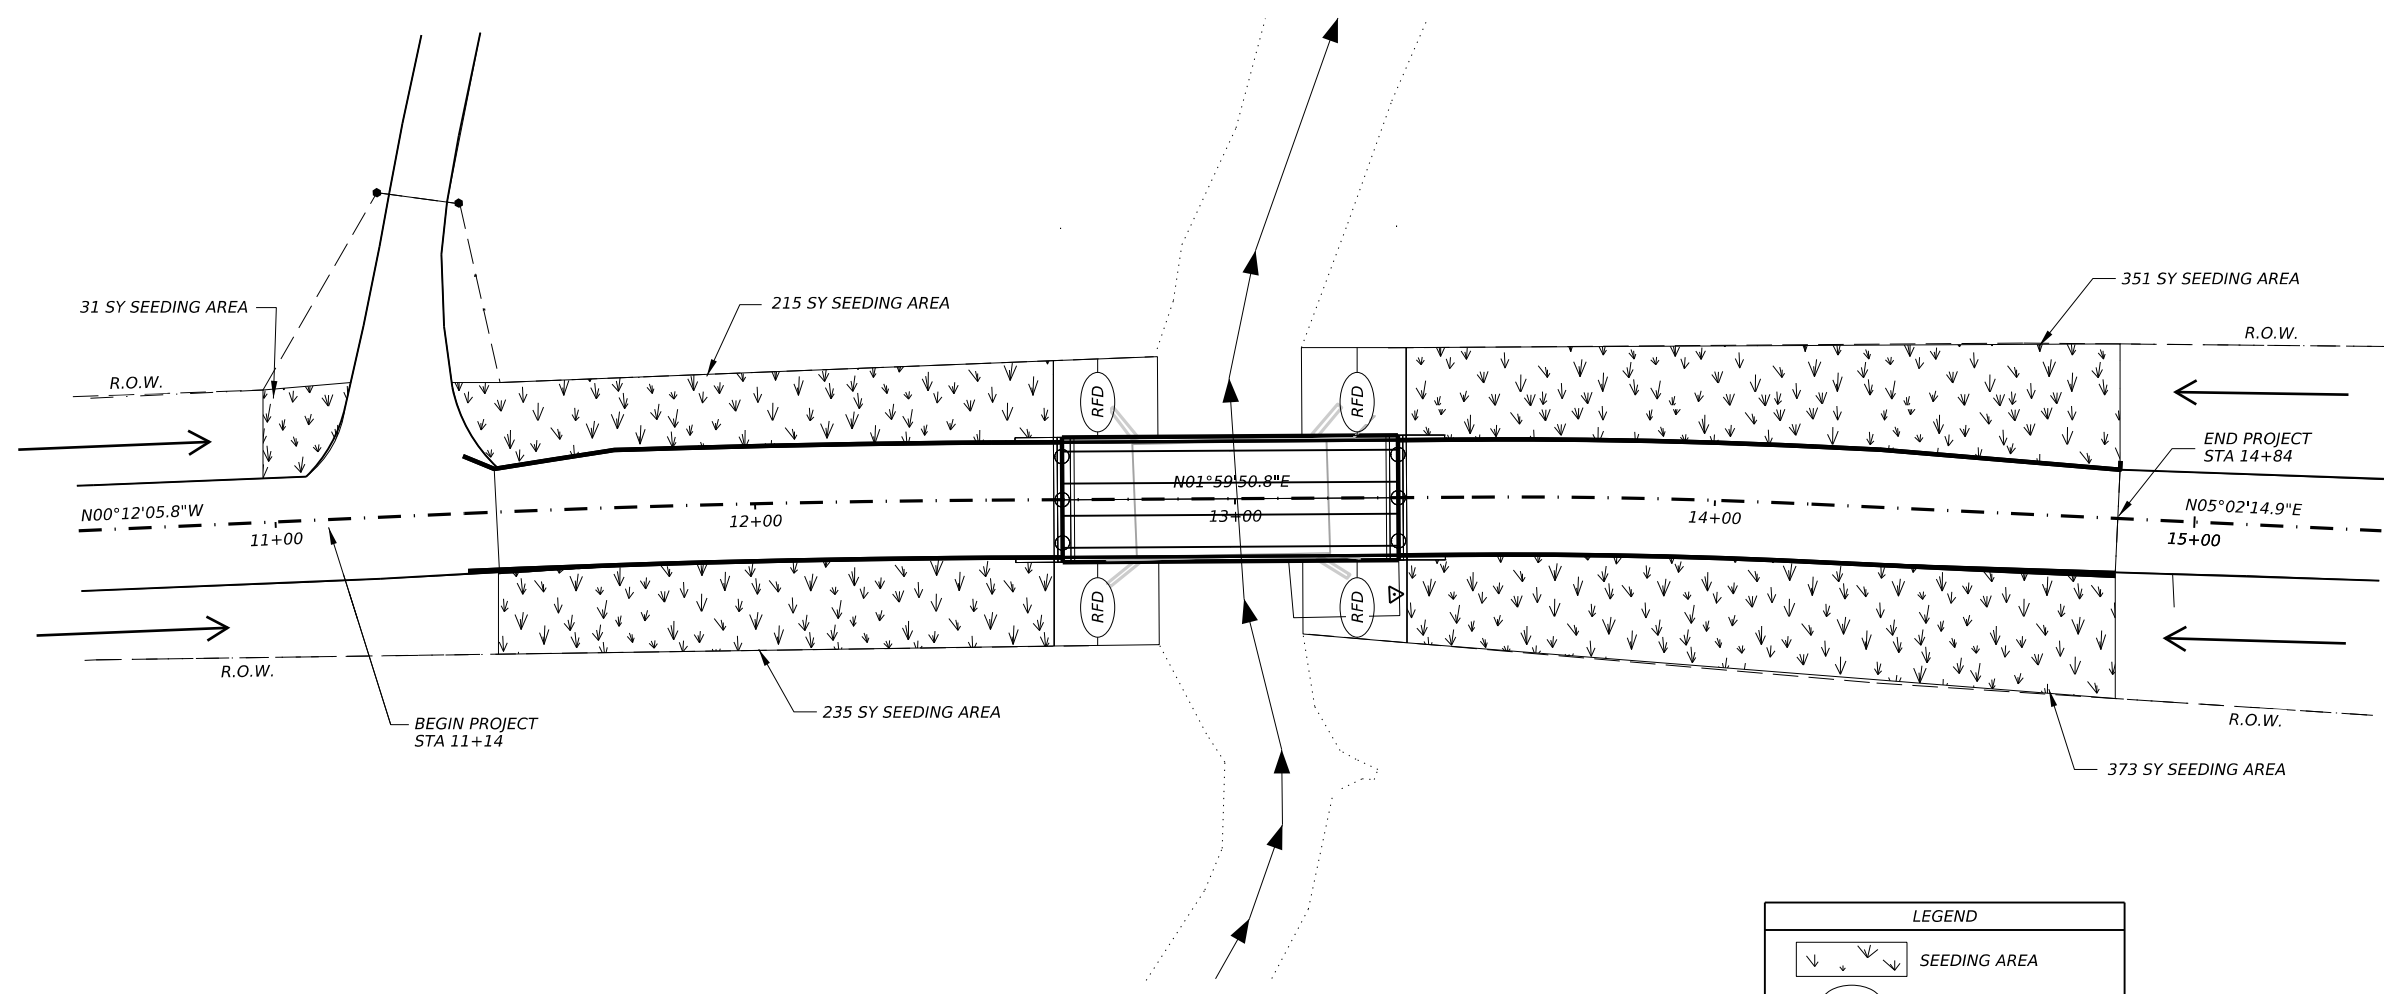 351 SY SEEDING AREA
31 SY SEEDING AREA
215 SY SEEDING AREA
R.O.W.
R.O.W.
RFD
RFD
END PROJECT
STA 14+84
N01°59'50.8"E
N00°12'05.8"W
N05°02'14.9"E
11+00
12+00
13+00
14+00
15+00
RFD
RFD
R.O.W.
235 SY SEEDING AREA
R.O.W.
BEGIN PROJECT
STA 11+14
373 SY SEEDING AREA
LEGEND
SEEDING AREA